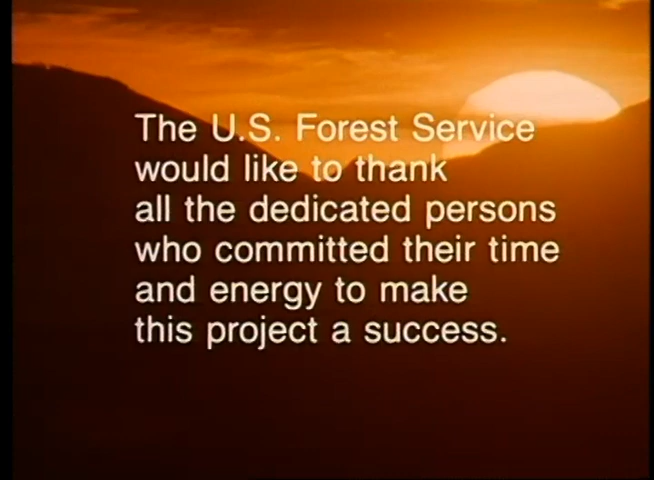 The U.S. Forest Service
would like to thank
all the dedicated persons
who committed their time
and energy to make
this project a success.